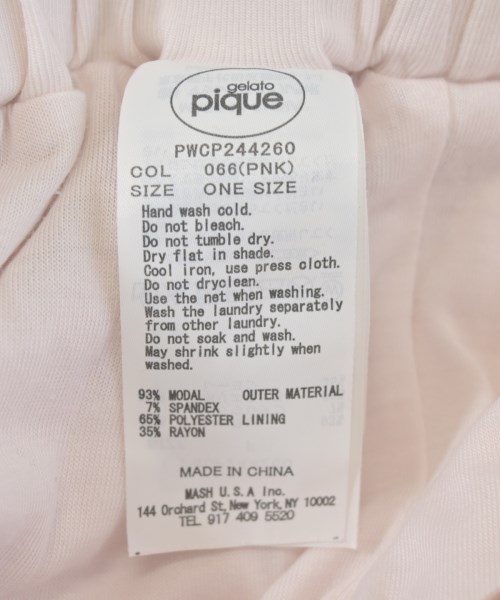 gelato
pique
PWCP244260
COL 066(PNK)
SIZE ONE SIZE
Hand wash cold.
Do not bleach.
Do not tumble dry.
Dry flat in shade.
Cool iron, use press cloth.
Do not dryclean.
Use the net when washing.
Wash the laundry separately
from other laundry.
Do not soak and wash.
May shrink slightly when
washed.
93% MODAL OUTER MATERIAL
7% SPANDEX
65% POLYESTER LINING
35% RAYON
MADE IN CHINA
MASH U.S.A Inc.
144 Orchard St, New York, NY 10002
TEL 917 409 5520